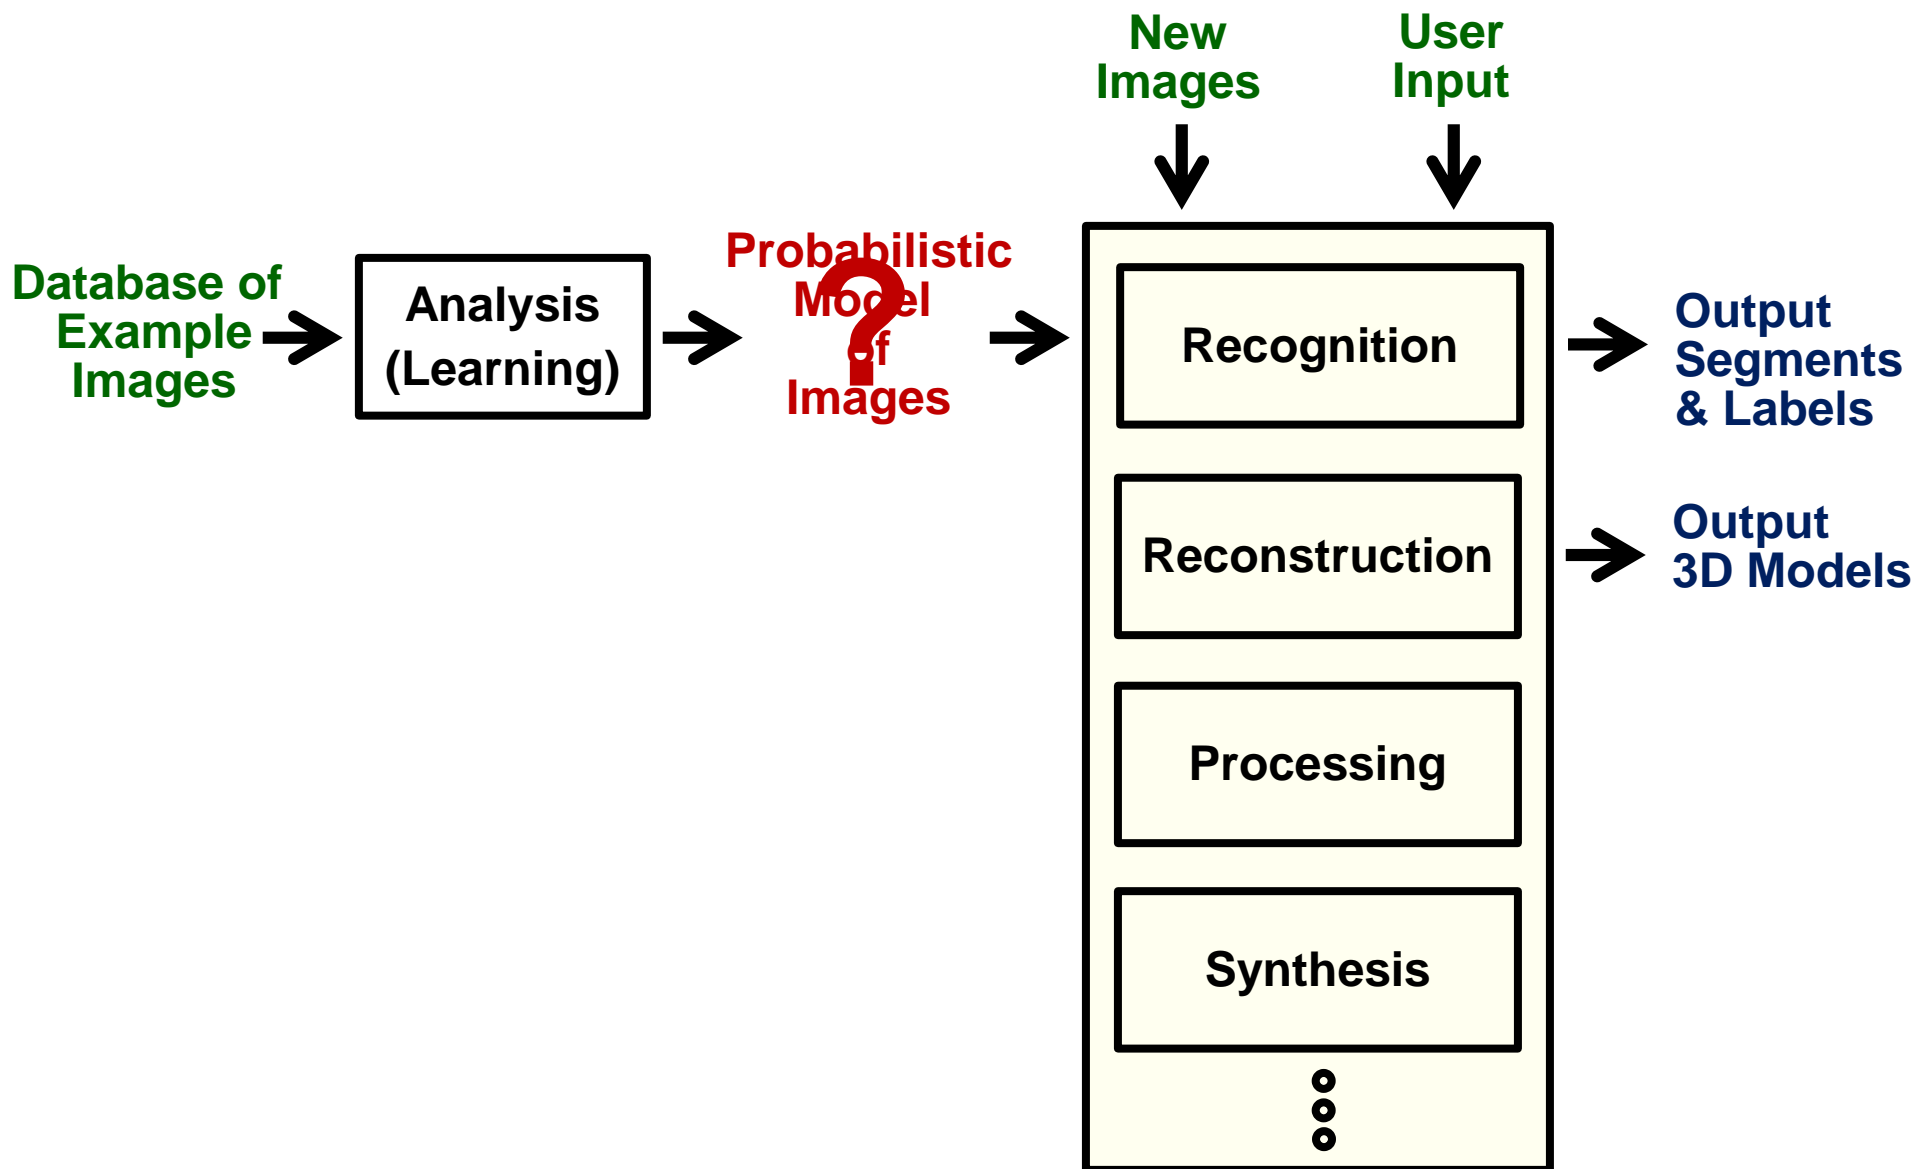 New
Images
User
Input
Database of
Example
Images
Analysis
(Learning)
Probabilistic
Model
of
Images
?
Recognition
Output
Segments
& Labels
Reconstruction
Output
3D Models
Processing
Synthesis